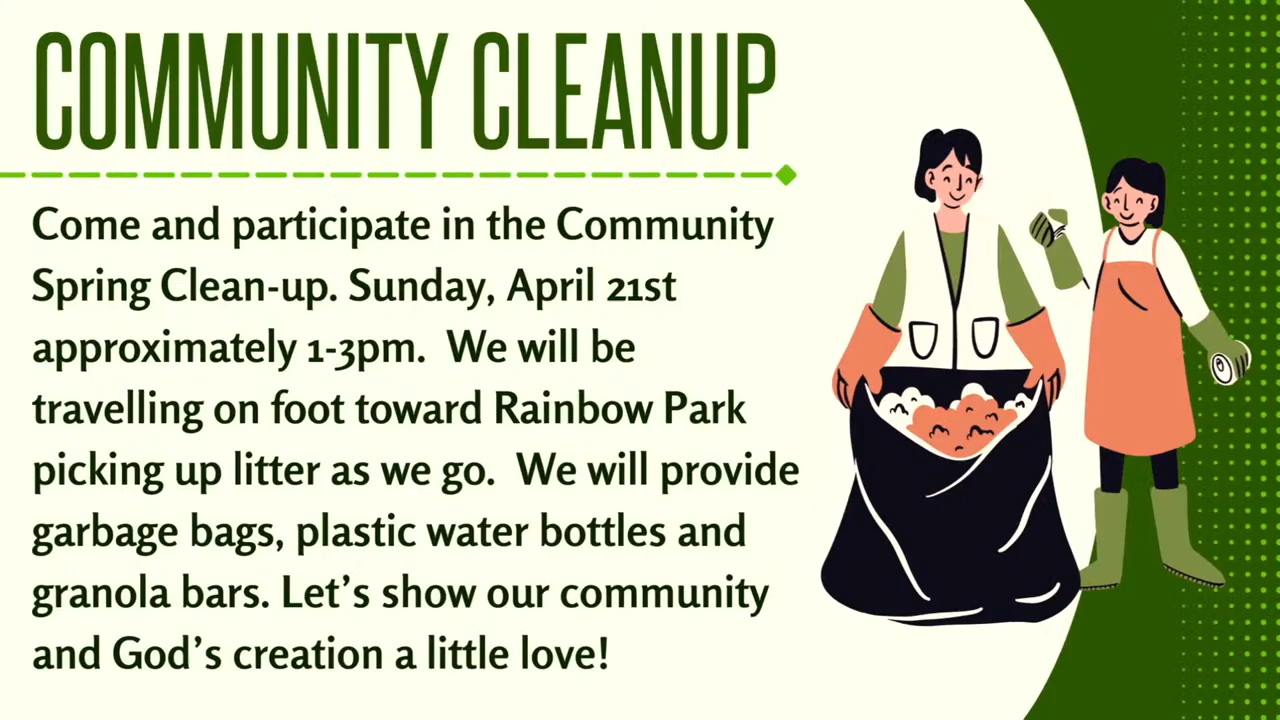 COMMUNITY CLEANUP
Come and participate in the Community
Spring Clean-up. Sunday, April 21st
approximately 1-3pm.  We will be
travelling on foot toward Rainbow Park
picking up litter as we go.  We will provide
garbage bags, plastic water bottles and
granola bars. Let’s show our community
and God’s creation a little love!